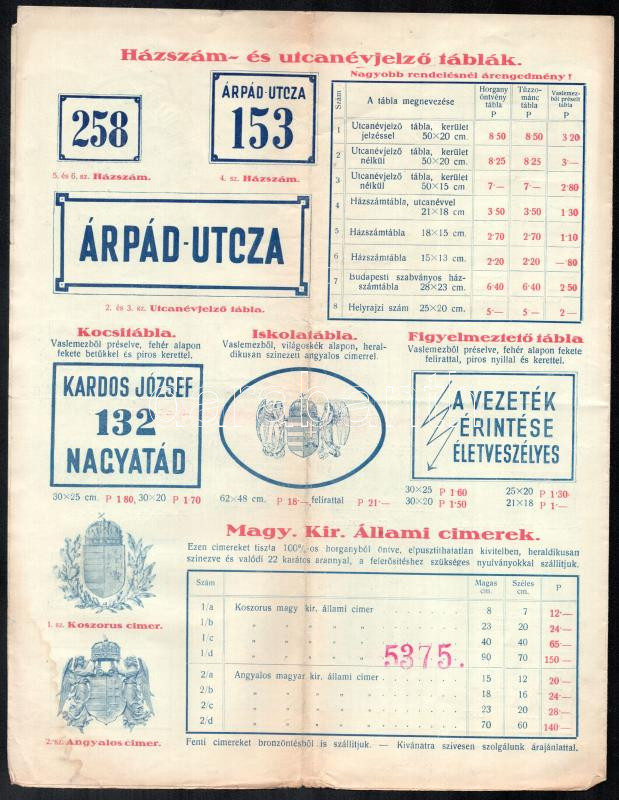 Házszám- és utcanévjelző táblák.
Nagyobb rendelésnél árengedmény!
258
5. és 6. sz. Házszám.
ÁRPÁD-UTCZA
153
4. sz. Házszám.
ÁRPÁD-UTCZA
2. és 3. sz. Utcanévjelző tábla.
Szám A tábla megnevezése Horgany öntvény tábla P Tűzzománc tábla P Vaslemezből préselt tábla P
1 Utcanévjelző tábla, kerület
jelzéssel 50×20 cm. 8·50 8·50 3·20
2 Utcanévjelző tábla, kerület
nélkül 50×20 cm. 8·25 8·25 3·—
3 Utcanévjelző tábla, kerület
nélkül 50×15 cm 7·— 7·— 2·80
4 Házszámtábla, utcanévvel
21×18 cm 3·50 3·50 1·30
5 Házszámtábla 18×15 cm. 2·70 2·70 1·10
6 Házszámtábla 15×13 cm 2·20 2·20 —·80
7 Budapesti szabványos ház-
számtábla 28×23 cm. 6·40 6·40 2·50
8 Helyrajzi szám 25×20 cm. 5·— 5·— 2·—
Kocsitábla.
Vaslemezből préselve, fehér alapon
fekete betükkel és piros kerettel.
KARDOS JÓZSEF
132
NAGYATÁD
30×25 cm. P 1·80, 30×20 P 1·70
Iskolatábla.
Vaslemezből, világoskék alapon, heral-
dikusan szinezett angyalos cimerrel.
62×48 cm. P 18·—, felirattal P 21·—
Figyelmeztető tábla
Vaslemezből préselve, fehér alapon fekete
felirattal, piros nyillal és kerettel.
A VEZETÉK
ÉRINTÉSE
ÉLETVESZÉLYES
30×25 P 1·60 25×20 P 1·30
30×20 P 1·50 21×18 P 1·—
1. sz. Koszorus cimer.
2. sz. Angyalos cimer.
Magy. Kir. Állami cimerek.
Ezen cimereket tiszta 100%-os horganyból öntve, elpusztithatatlan kivitelben, heraldikusan
szinezve és valódi 22 karátos arannyal, a felerősitéshez szükséges nyulványokkal szállitjuk.
Szám Magas cm. Széles cm. P
1/a Koszorus magy kir. állami cimer 8 7 12·—
1/b " " " " " 23 20 24·—
1/c " " " " " 40 40 65·—
1/d " " " " " 90 70 150·—
5375.
2/a Angyalos magyar kir. állami cimer 15 12 20·—
2/b " " " " " 18 16 24·—
2/c " " " " " 23 20 28·—
2/d " " " " " 70 60 140·—
Fenti cimereket bronzöntésből is szállitjuk. — Kivánatra szivesen szolgálunk árajánlattal.